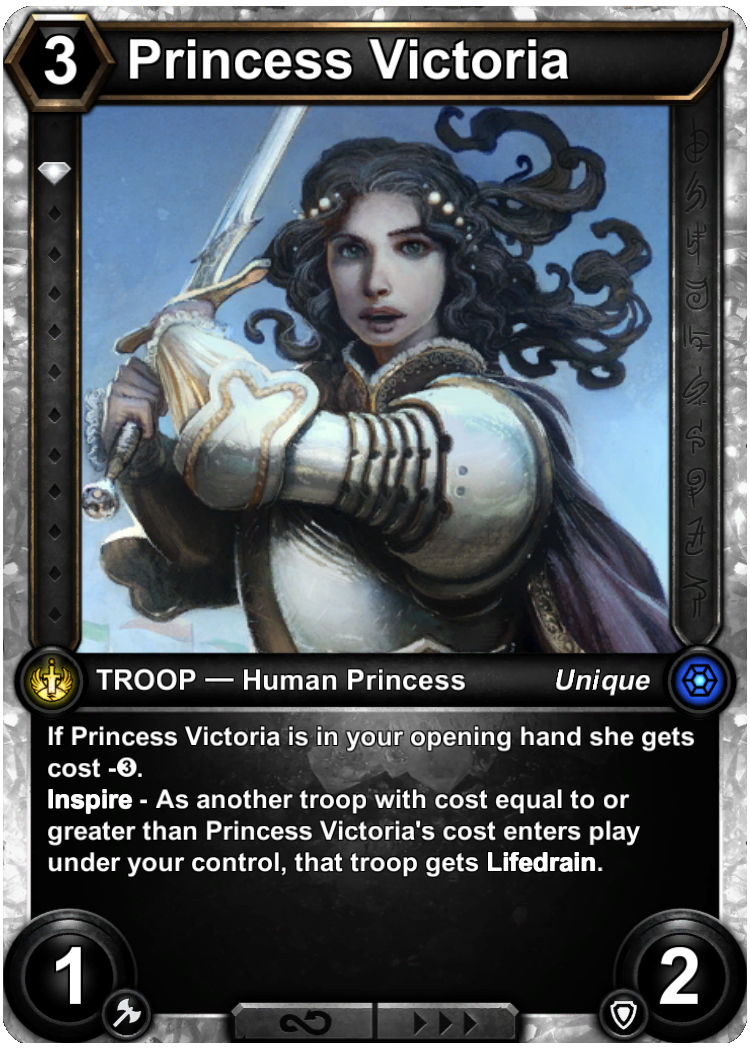 3 Princess Victoria
TROOP — Human Princess Unique
If Princess Victoria is in your opening hand she gets
cost -❸.
Inspire - As another troop with cost equal to or
greater than Princess Victoria's cost enters play
under your control, that troop gets Lifedrain.
1 2